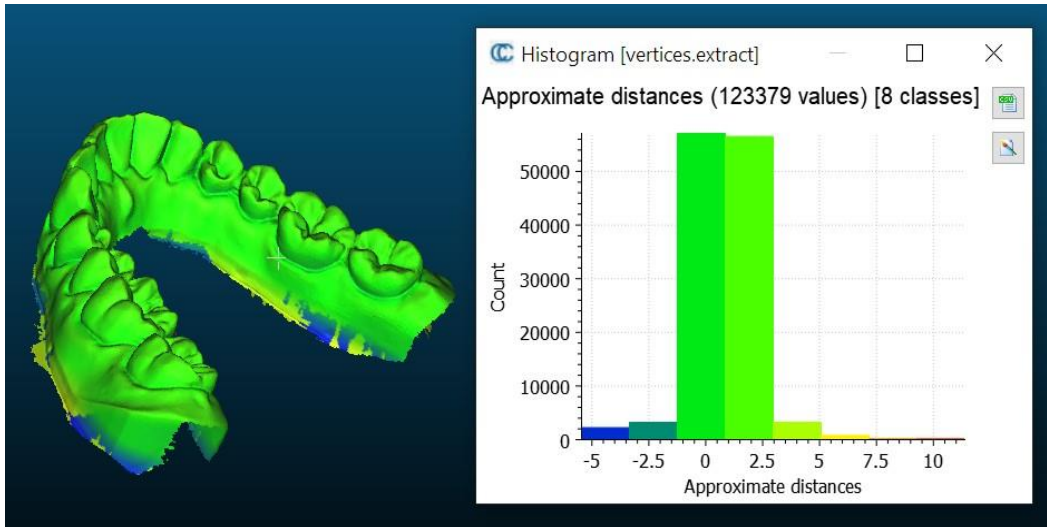 Histogram [vertices.extract]
Approximate distances (123379 values) [8 classes]
CSV
50000
40000
30000
20000
10000
0
Count
-5 -2.5 0 2.5 5 7.5 10
Approximate distances